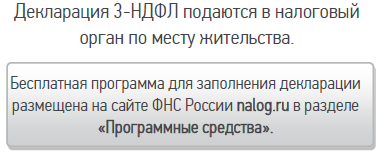 Декларация 3-НДФЛ подаются в налоговый
орган по месту жительства.
Бесплатная программа для заполнения декларации
размещена на сайте ФНС России nalog.ru в разделе
«Программные средства».